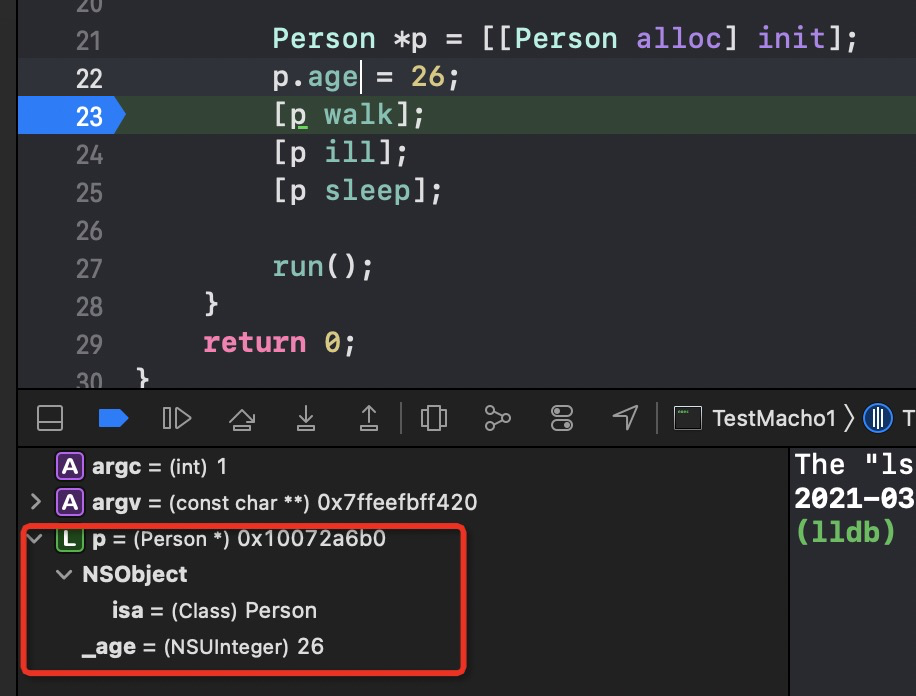 20
21 Person *p = [[Person alloc] init];
22 p.age = 26;
23 [p walk];
24 [p ill];
25 [p sleep];
26
27 run();
28 }
29 return 0;
30 }
TestMacho1 T
A argc = (int) 1
A argv = (const char **) 0x7ffeefbff420
L p = (Person *) 0x10072a6b0
NSObject
isa = (Class) Person
_age = (NSUInteger) 26
The "ls
2021-03
(lldb)